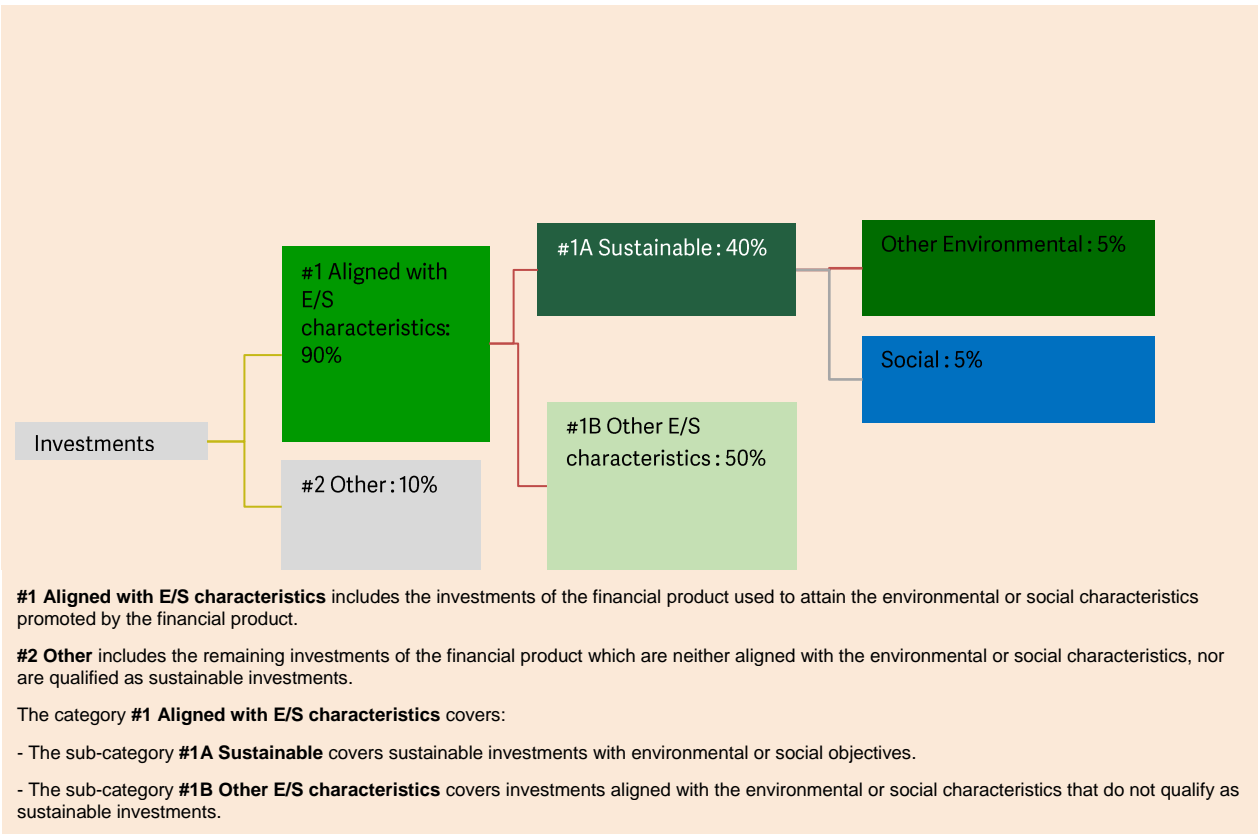 #1A Sustainable : 40%
Other Environmental : 5%
#1 Aligned with
E/S
characteristics:
90%
Social : 5%
#1B Other E/S
characteristics : 50%
Investments
#2 Other : 10%
#1 Aligned with E/S characteristics includes the investments of the financial product used to attain the environmental or social characteristics
promoted by the financial product.
#2 Other includes the remaining investments of the financial product which are neither aligned with the environmental or social characteristics, nor
are qualified as sustainable investments.
The category #1 Aligned with E/S characteristics covers:
- The sub-category #1A Sustainable covers sustainable investments with environmental or social objectives.
- The sub-category #1B Other E/S characteristics covers investments aligned with the environmental or social characteristics that do not qualify as
sustainable investments.